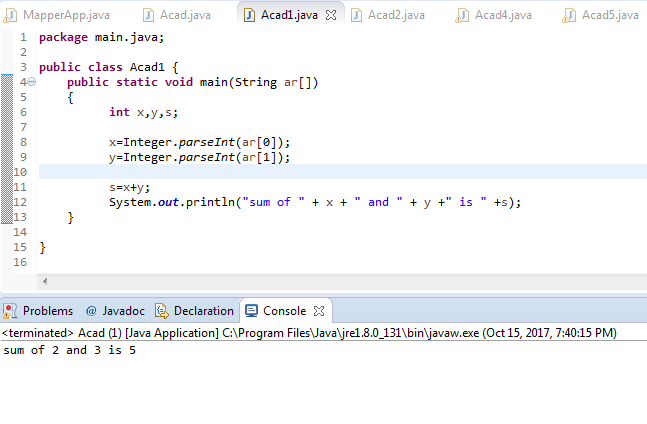 MapperApp.java Acad.java Acad1.java Acad2.java Acad4.java Acad5.java
1 package main.java;
2
3 public class Acad1 {
4 public static void main(String ar[])
5 {
6 int x,y,s;
7
8 x=Integer.parseInt(ar[0]);
9 y=Integer.parseInt(ar[1]);
10
11 s=x+y;
12 System.out.println("sum of " + x + " and " + y +" is " +s);
13 }
14
15 }
16
Problems @ Javadoc Declaration Console
<terminated> Acad (1) [Java Application] C:\Program Files\Java\jre1.8.0_131\bin\javaw.exe (Oct 15, 2017, 7:40:15 PM)
sum of 2 and 3 is 5